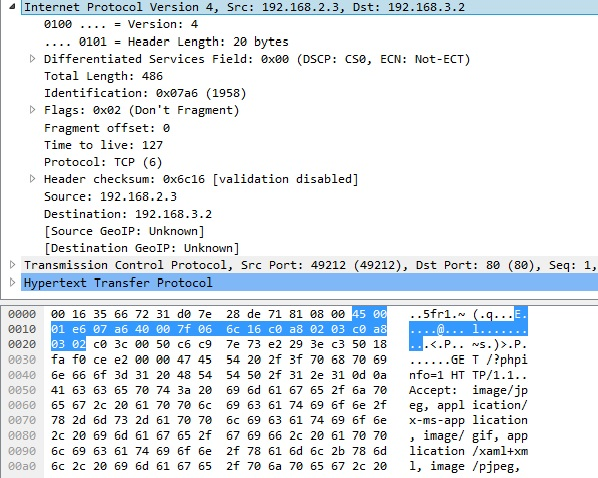 Internet Protocol Version 4, Src: 192.168.2.3, Dst: 192.168.3.2
0100 .... = Version: 4
.... 0101 = Header Length: 20 bytes
Differentiated Services Field: 0x00 (DSCP: CS0, ECN: Not-ECT)
Total Length: 486
Identification: 0x07a6 (1958)
Flags: 0x02 (Don't Fragment)
Fragment offset: 0
Time to live: 127
Protocol: TCP (6)
Header checksum: 0x6c16 [validation disabled]
Source: 192.168.2.3
Destination: 192.168.3.2
[Source GeoIP: Unknown]
[Destination GeoIP: Unknown]
Transmission Control Protocol, Src Port: 49212 (49212), Dst Port: 80 (80), Seq: 1,
Hypertext Transfer Protocol
0000 00 16 35 66 72 31 d0 7e 28 de 71 81 08 00 45 00 ..5fr1.~ (.q...E.
0010 01 e6 07 a6 40 00 7f 06 6c 16 c0 a8 02 03 c0 a8 ....@... l.......
0020 03 02 c0 3c 00 50 c6 c9 7e 73 e2 29 3e c3 50 18 ...<.P.. ~s.)>.P.
0030 fa f0 ce e2 00 00 47 45 54 20 2f 3f 70 68 70 69 ......GE T /?phpi
0040 6e 66 6f 3d 31 20 48 54 54 50 2f 31 2e 31 0d 0a nfo=1 HT TP/1.1..
0050 41 63 63 65 70 74 3a 20 69 6d 61 67 65 2f 6a 70 Accept:  image/jp
0060 65 67 2c 20 61 70 70 6c 69 63 61 74 69 6f 6e 2f eg, appl ication/
0070 78 2d 6d 73 2d 61 70 70 6c 69 63 61 74 69 6f 6e x-ms-app lication
0080 2c 20 69 6d 61 67 65 2f 67 69 66 2c 20 61 70 70 , image/ gif, app
0090 6c 69 63 61 74 69 6f 6e 2f 78 61 6d 6c 2b 78 6d lication /xaml+xm
00a0 6c 2c 20 69 6d 61 67 65 2f 70 6a 70 65 67 2c 20 l, image /pjpeg,